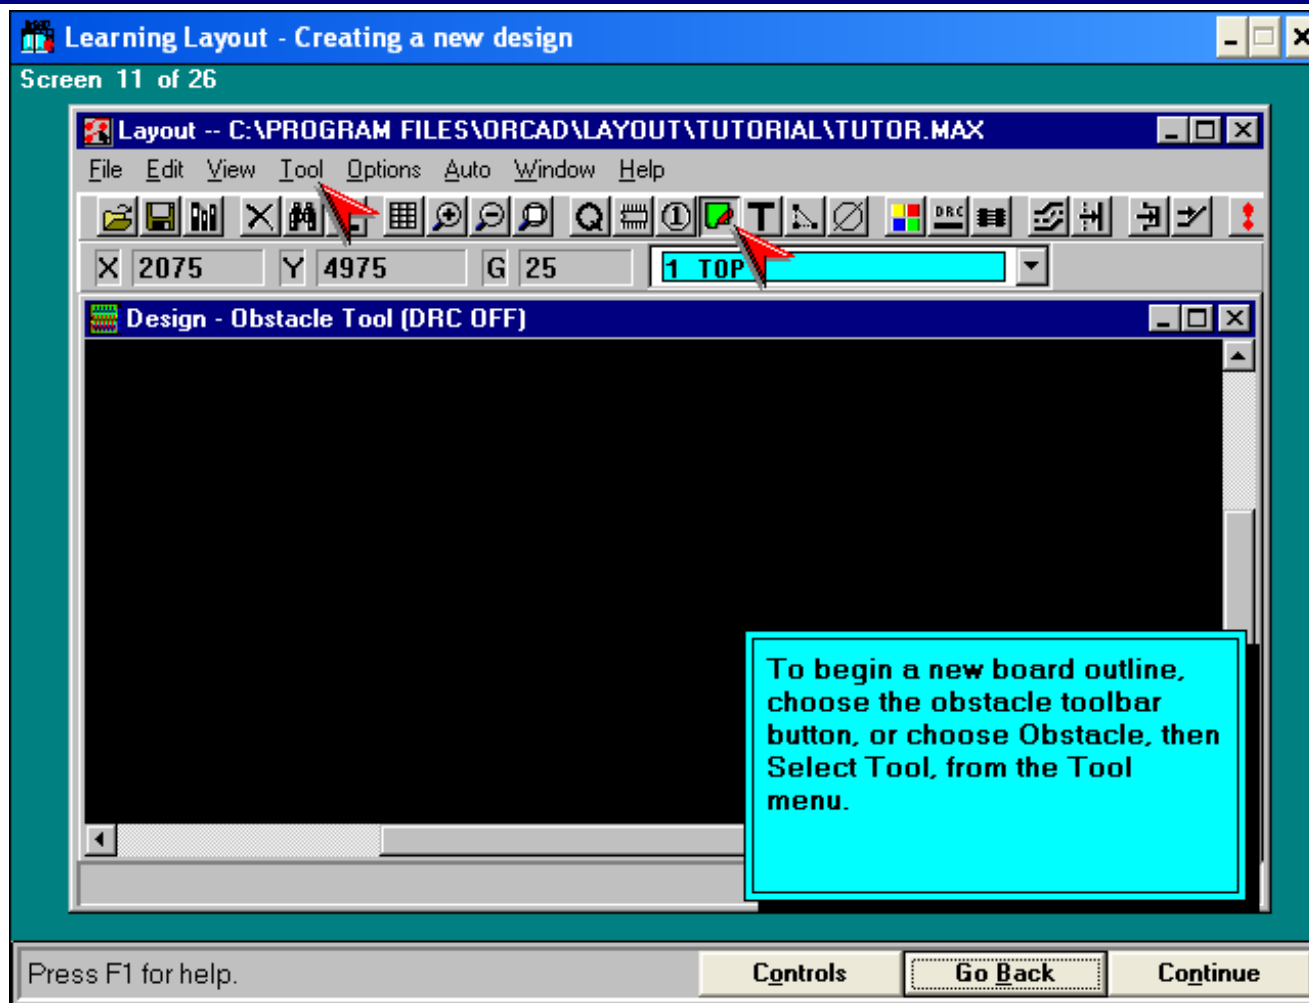 Learning Layout - Creating a new design
Screen 11 of 26
Layout -- C:\PROGRAM FILES\ORCAD\LAYOUT\TUTORIAL\TUTOR.MAX
File Edit View Tool Options Auto Window Help
Q 1 T DRC
X 2075 Y 4975 G 25 1 TOP
Design - Obstacle Tool (DRC OFF)
To begin a new board outline,
choose the obstacle toolbar
button, or choose Obstacle, then
Select Tool, from the Tool
menu.
Press F1 for help. Controls Go Back Continue